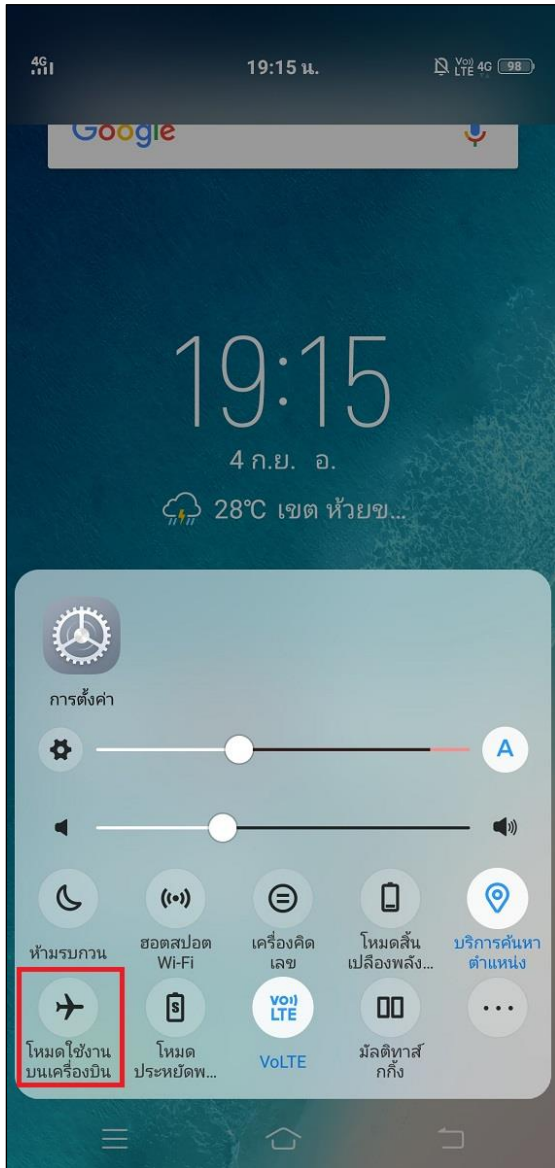 4G 19:15 น. Vo)) LTE 4G 98
Google
19:15
4 ก.ย. อ.
28°C เขต ห้วยข...
การตั้งค่า
A
ห้ามรบกวน ฮอตสปอต Wi-Fi เครื่องคิด เลข โหมดสิ้น เปลืองพลัง... บริการค้นหา ตำแหน่ง
S VO)) LTE
โหมดใช้งาน บนเครื่องบิน โหมด ประหยัดพ... VoLTE มัลติทาส์ กกิ้ง